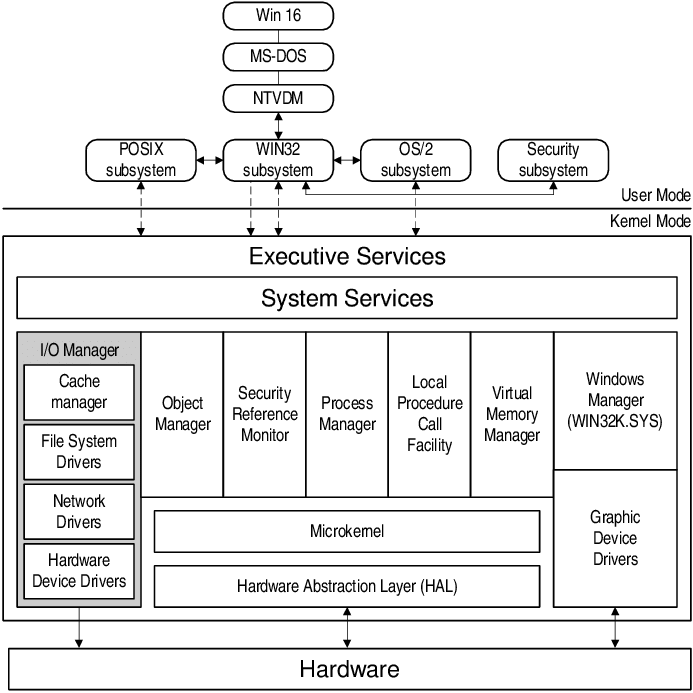 Win 16
MS-DOS
NTVDM
POSIX
subsystem
WIN32
subsystem
OS/2
subsystem
Security
subsystem
User Mode
Kernel Mode
Executive Services
System Services
I/O Manager
Cache
manager
File System
Drivers
Network
Drivers
Hardware
Device Drivers
Object
Manager
Security
Reference
Monitor
Process
Manager
Local
Procedure
Call
Facility
Virtual
Memory
Manager
Windows
Manager
(WIN32K.SYS)
Graphic
Device
Drivers
Microkernel
Hardware Abstraction Layer (HAL)
Hardware